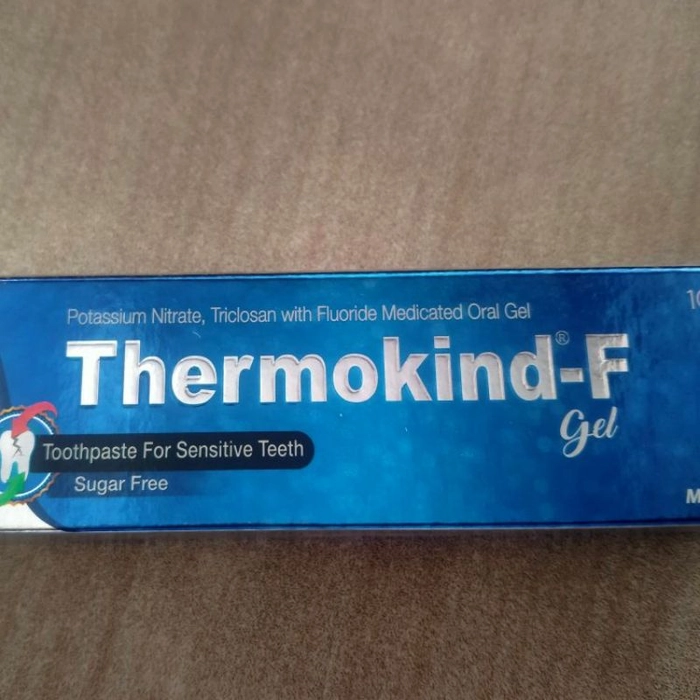 Potassium Nitrate, Triclosan with Fluoride Medicated Oral Gel
Thermokind®-F
Gel
Toothpaste For Sensitive Teeth
Sugar Free